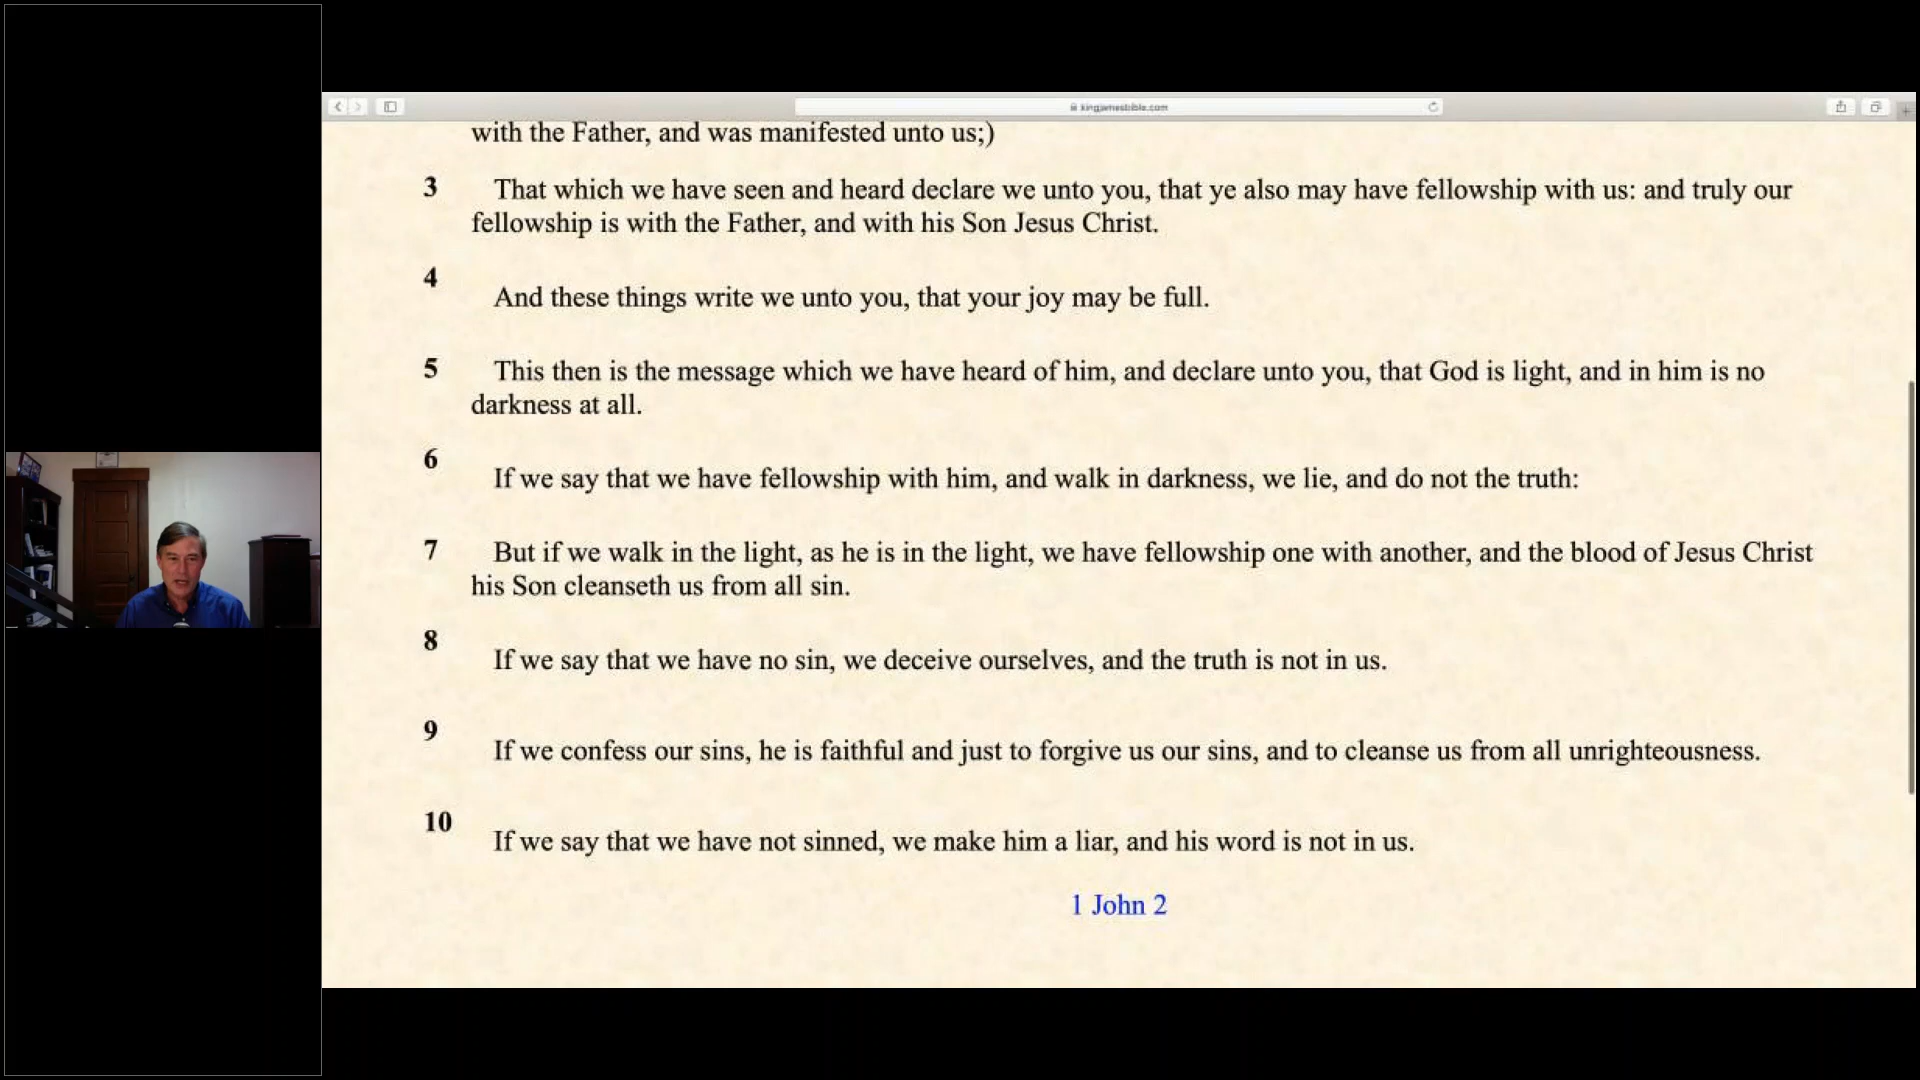 kingjamesbible.com
with the Father, and was manifested unto us;)
3 That which we have seen and heard declare we unto you, that ye also may have fellowship with us: and truly our
fellowship is with the Father, and with his Son Jesus Christ.
4 And these things write we unto you, that your joy may be full.
5 This then is the message which we have heard of him, and declare unto you, that God is light, and in him is no
darkness at all.
6 If we say that we have fellowship with him, and walk in darkness, we lie, and do not the truth:
7 But if we walk in the light, as he is in the light, we have fellowship one with another, and the blood of Jesus Christ
his Son cleanseth us from all sin.
8 If we say that we have no sin, we deceive ourselves, and the truth is not in us.
9 If we confess our sins, he is faithful and just to forgive us our sins, and to cleanse us from all unrighteousness.
10 If we say that we have not sinned, we make him a liar, and his word is not in us.
1 John 2